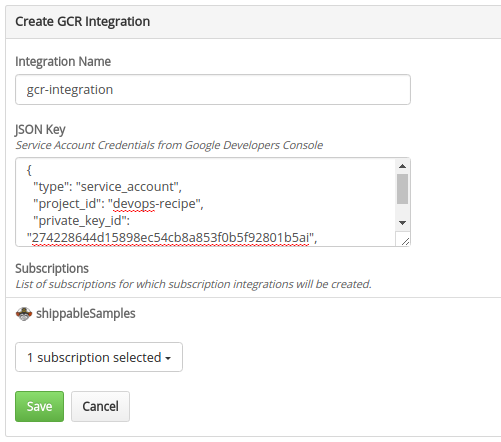 Create GCR Integration
Integration Name
gcr-integration
JSON Key
Service Account Credentials from Google Developers Console
{
"type": "service_account",
"project_id": "devops-recipe",
"private_key_id":
"274228644d15898ec54cb8a853f0b5f92801b5ai",
Subscriptions
List of subscriptions for which subscription integrations will be created.
shippableSamples
1 subscription selected
Save Cancel